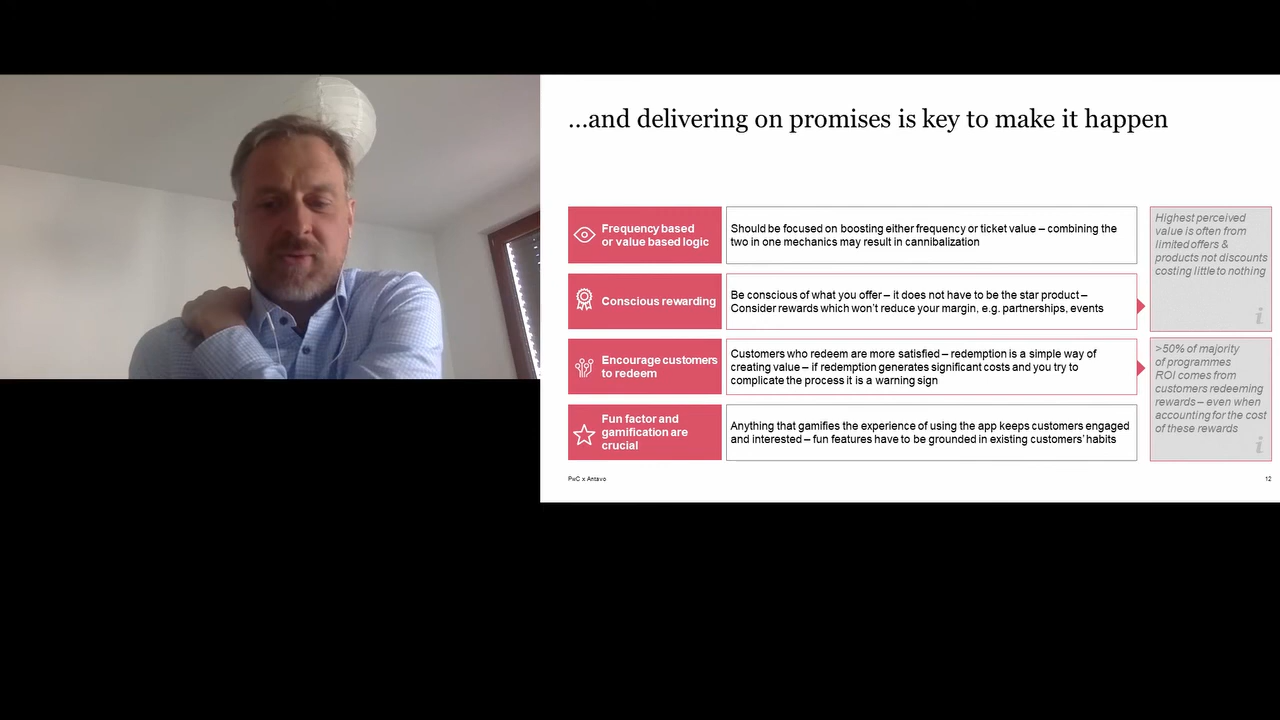 ...and delivering on promises is key to make it happen
Frequency based
or value based logic
Should be focused on boosting either frequency or ticket value – combining the
two in one mechanics may result in cannibalization
Highest perceived
value is often from
limited offers &
products not discounts
costing little to nothing
Conscious rewarding
Be conscious of what you offer – it does not have to be the star product –
Consider rewards which won't reduce your margin, e.g. partnerships, events
Encourage customers
to redeem
Customers who redeem are more satisfied – redemption is a simple way of
creating value – if redemption generates significant costs and you try to
complicate the process it is a warning sign
>50% of majority
of programmes
ROI comes from
customers redeeming
rewards – even when
accounting for the cost
of these rewards
Fun factor and
gamification are
crucial
Anything that gamifies the experience of using the app keeps customers engaged
and interested – fun features have to be grounded in existing customers' habits
PwC x Antavo
12